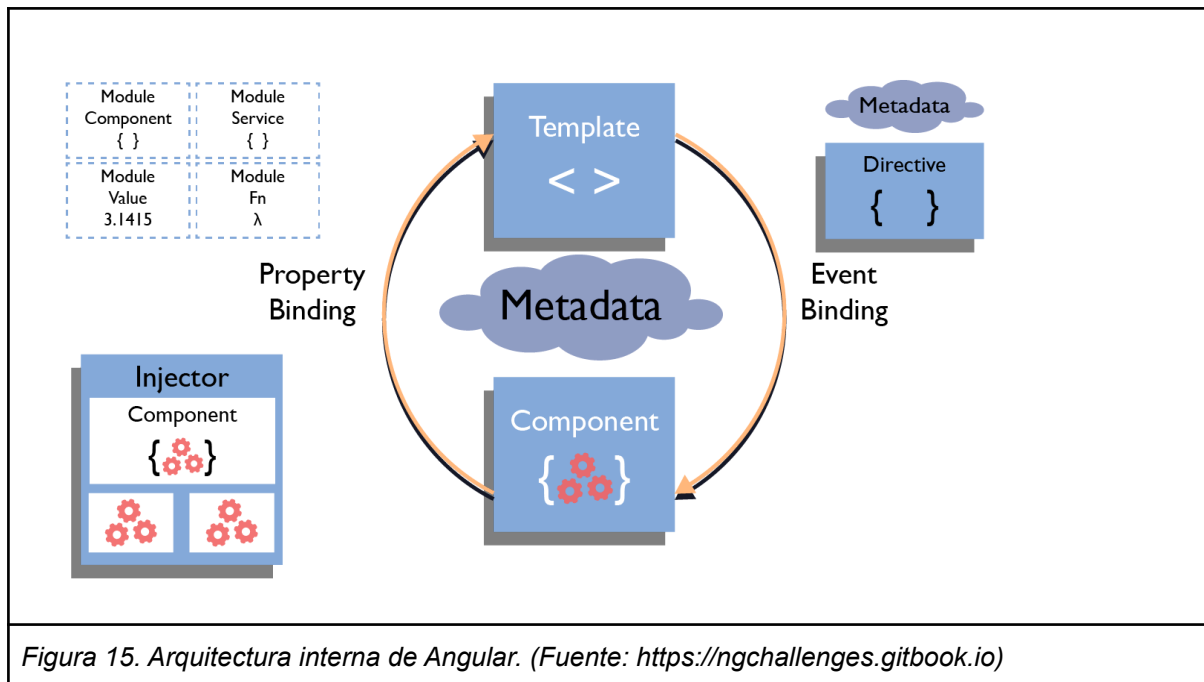 Module
Component
{ }
Module
Service
{ }
Module
Value
3.1415
Module
Fn
λ
Template
< >
Metadata
Directive
{ }
Property
Binding
Metadata
Event
Binding
Injector
Component
{ }
Component
{ }
Figura 15. Arquitectura interna de Angular. (Fuente: https://ngchallenges.gitbook.io)